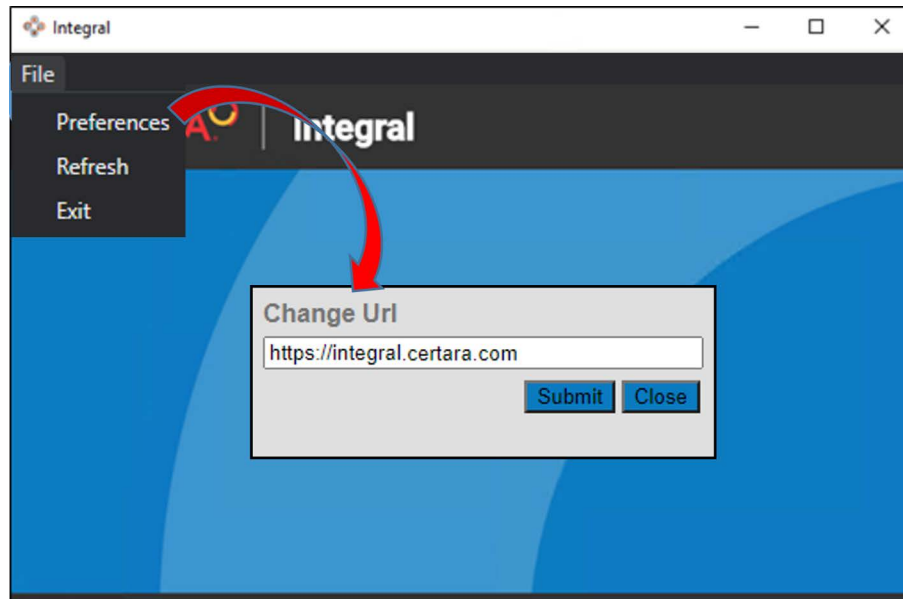 Integral
File
Preferences
A.
Integral
Refresh
Exit
Change Url
https://integral.certara.com
Submit Close